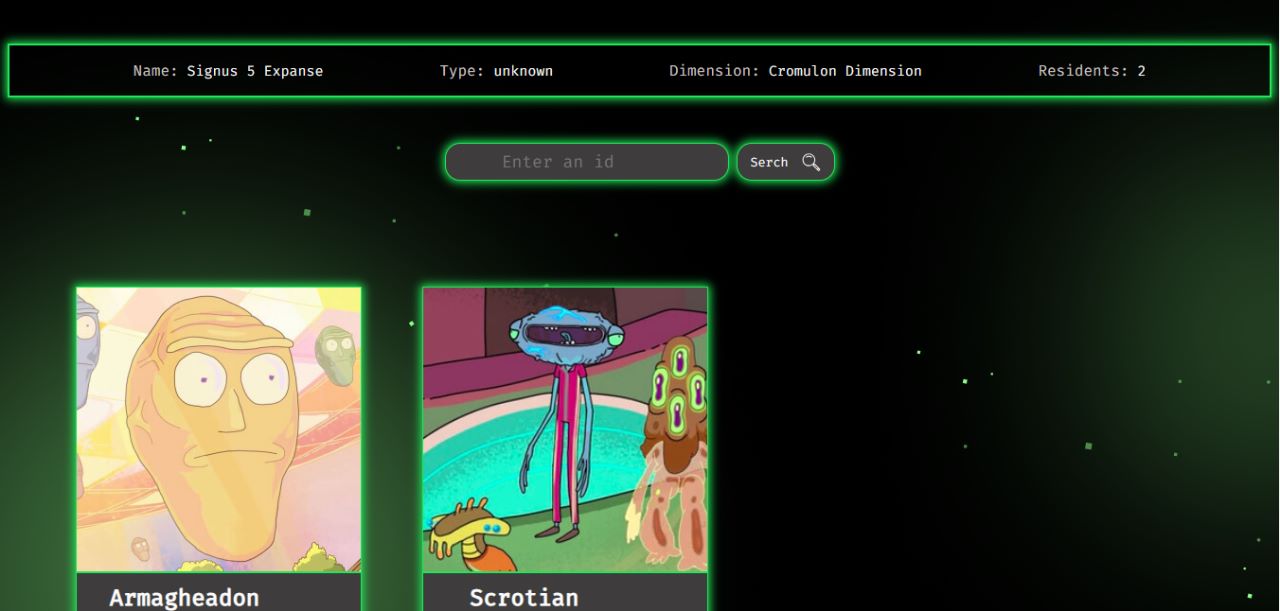 Name: Signus 5 Expanse Type: unknown Dimension: Cromulon Dimension Residents: 2
Enter an id Serch
Armagheadon Scrotian